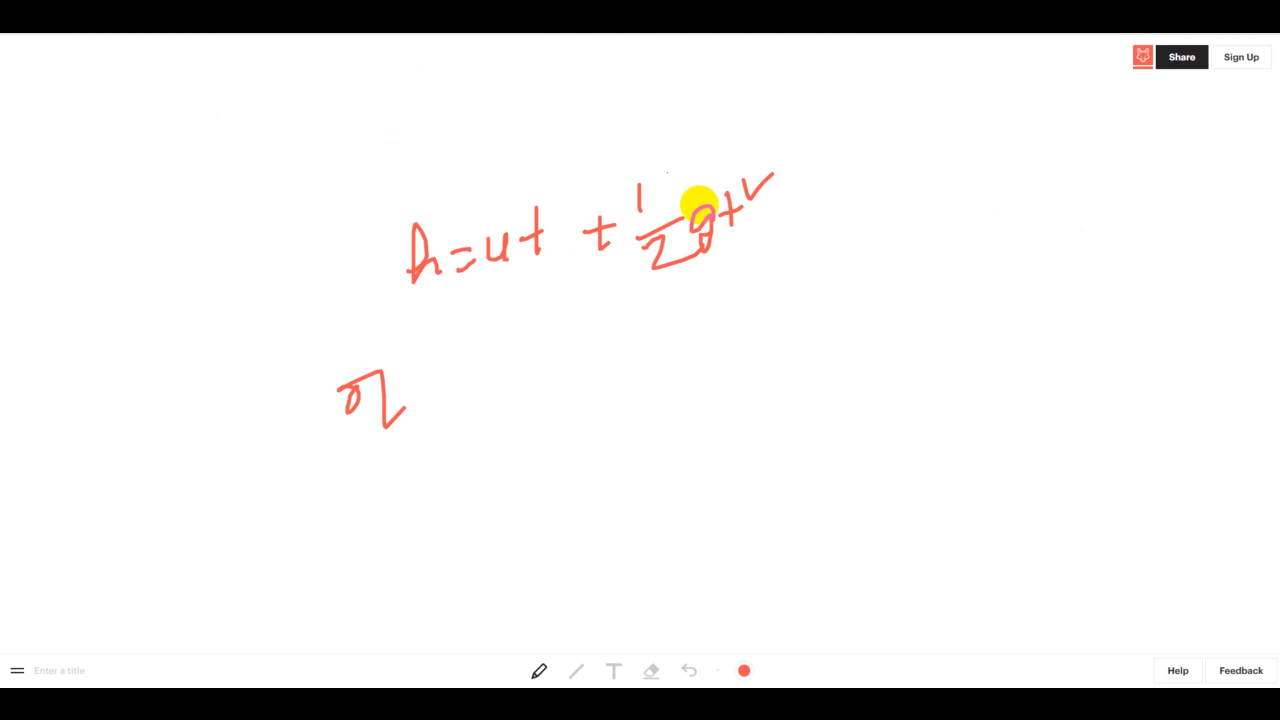 Share
Sign Up
h = ut + 1/2 gt²
Enter a title
T
Help
Feedback